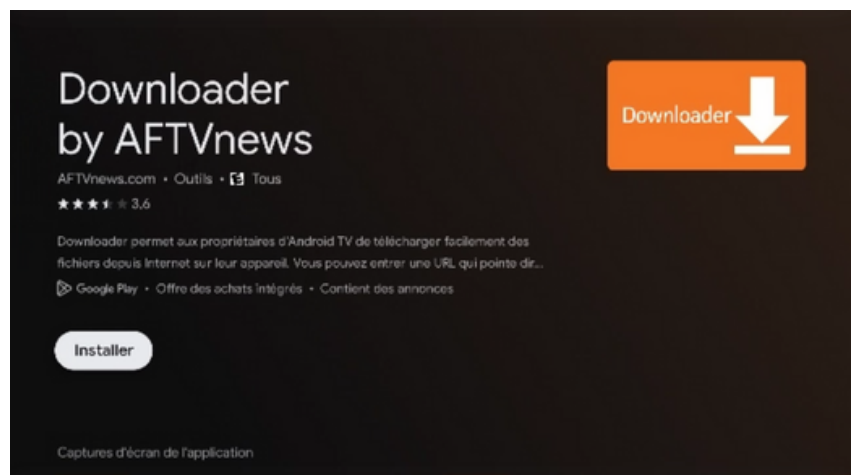 Downloader
by AFTVnews
Downloader
AFTVnews.com • Outils • E Tous
3,6
Downloader permet aux propriétaires d'Android TV de télécharger facilement des
fichiers depuis Internet sur leur appareil. Vous pouvez entrer une URL qui pointe dir...
Google Play • Offre des achats intégrés • Contient des annonces
Installer
Captures d'écran de l'application